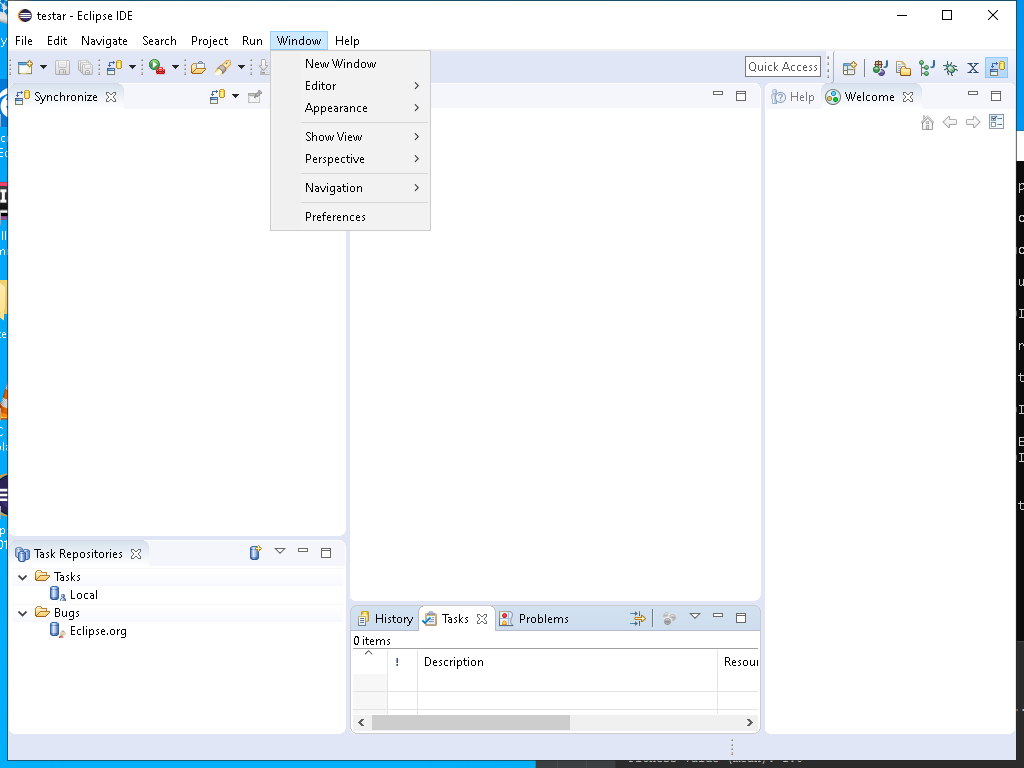 testar - Eclipse IDE
File Edit Navigate Search Project Run Window Help
Quick Access
Synchronize
New Window
Editor
Appearance
Show View
Perspective
Navigation
Preferences
Help Welcome
Task Repositories
Tasks
Local
Bugs
Eclipse.org
History Tasks Problems
0 items
! Description Resour